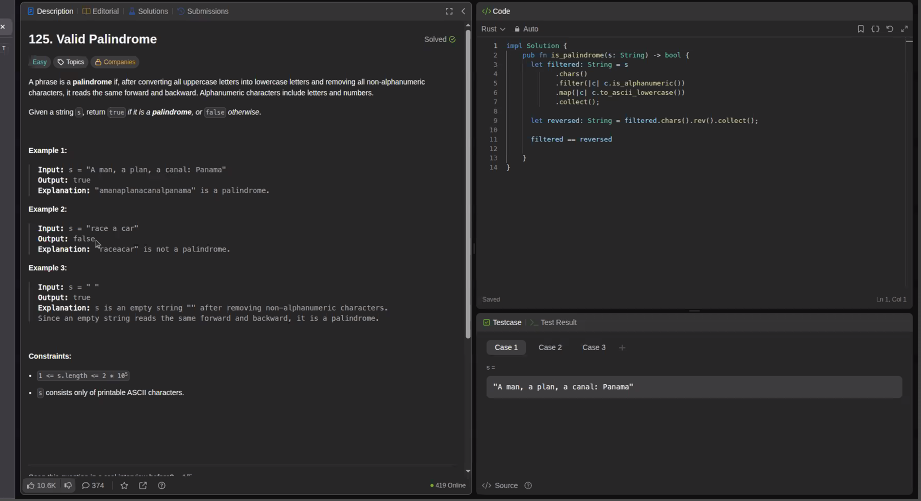 Description
Editorial
Solutions
Submissions
125. Valid Palindrome
Solved
Easy
Topics
Companies
A phrase is a palindrome if, after converting all uppercase letters into lowercase letters and removing all non-alphanumeric
characters, it reads the same forward and backward. Alphanumeric characters include letters and numbers.
Given a string s, return true if it is a palindrome, or false otherwise.
Example 1:
Input: s = "A man, a plan, a canal: Panama"
Output: true
Explanation: "amanaplanacanalpanama" is a palindrome.
Example 2:
Input: s = "race a car"
Output: false
Explanation: "raceacar" is not a palindrome.
Example 3:
Input: s = " "
Output: true
Explanation: s is an empty string "" after removing non-alphanumeric characters.
Since an empty string reads the same forward and backward, it is a palindrome.
Constraints:
• 1 <= s.length <= 2 * 10⁵
• s consists only of printable ASCII characters.
10.6K
374
419 Online
</> Code
Rust
Auto
1 impl Solution {
2 pub fn is_palindrome(s: String) -> bool {
3 let filtered: String = s
4 .chars()
5 .filter(|c| c.is_alphanumeric())
6 .map(|c| c.to_ascii_lowercase())
7 .collect();
8
9 let reversed: String = filtered.chars().rev().collect();
10
11 filtered == reversed
12
13 }
14 }
Saved
Ln 1, Col 1
Testcase
Test Result
Case 1
Case 2
Case 3
s =
"A man, a plan, a canal: Panama"
</> Source